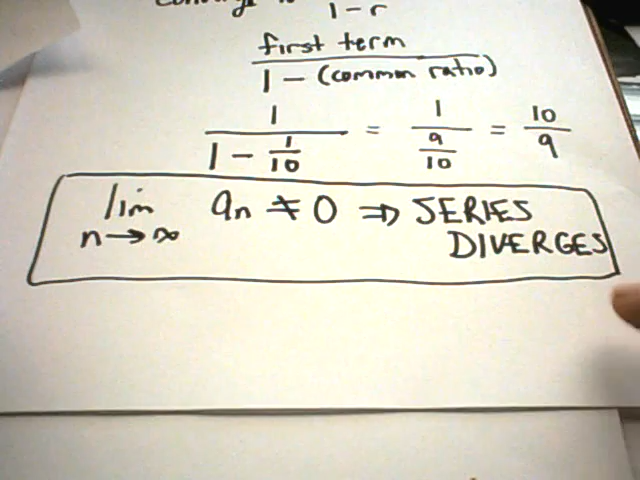 1 - r
first term
1 - (common ratio)
1 / (1 - 1/10) = 1 / (9/10) = 10/9
lim n→∞ an ≠ 0 ⇒ SERIES
DIVERGES